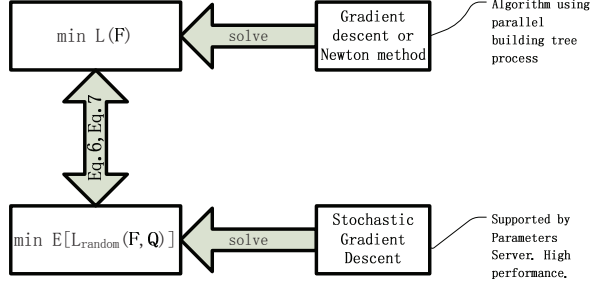 min L(F)
solve
Gradient
descent or
Newton method
Algorithm using
parallel
building tree
process
Eq.6,Eq.7
min E[L_random(F,Q)]
solve
Stochastic
Gradient
Descent
Supported by
Parameters
Server. High
performance.